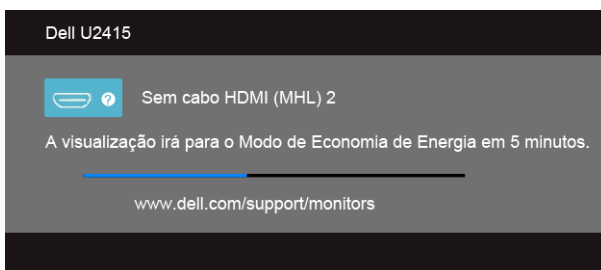 Dell U2415
Sem cabo HDMI (MHL) 2
A visualização irá para o Modo de Economia de Energia em 5 minutos.
www.dell.com/support/monitors